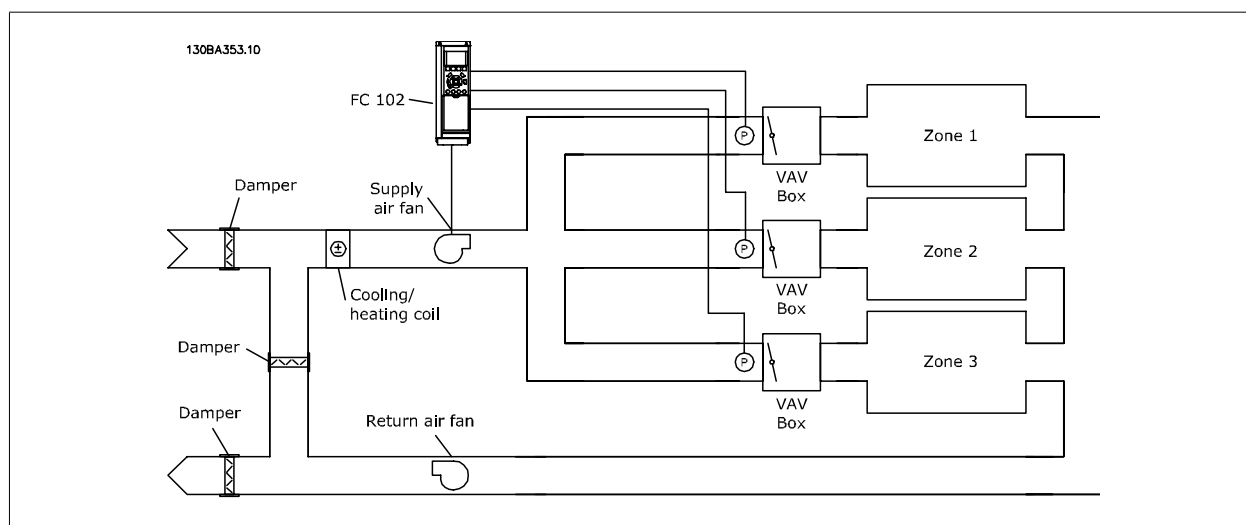 130BA353.10
FC 102
Damper
Supply
air fan
Cooling/
heating coil
Damper
Damper
Return air fan
P
VAV
Box
Zone 1
P
VAV
Box
Zone 2
P
VAV
Box
Zone 3